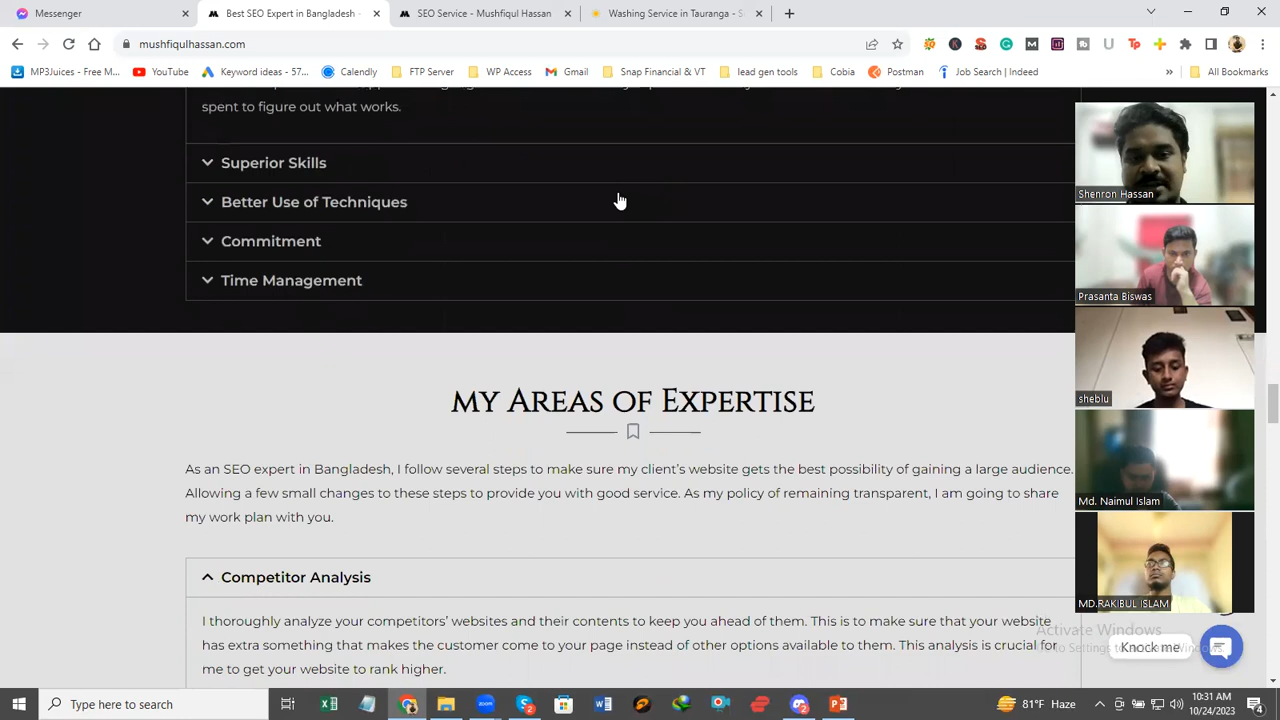 Messenger
Best SEO Expert in Bangladesh -
SEO Service - Mushfiqul Hassan
Washing Service in Tauranga - S
mushfiqulhassan.com
MP3Juices - Free M...
YouTube
Keyword ideas - 57...
Calendly
FTP Server
WP Access
Gmail
Snap Financial & VT
lead gen tools
Cobia
Postman
Job Search | Indeed
All Bookmarks
spent to figure out what works.
Superior Skills
Better Use of Techniques
Commitment
Time Management
Shenron Hassan
Prasanta Biswas
sheblu
Md. Naimul Islam
MD.RAKIBUL ISLAM
MY AREAS OF EXPERTISE
As an SEO expert in Bangladesh, I follow several steps to make sure my client's website gets the best possibility of gaining a large audience.
Allowing a few small changes to these steps to provide you with good service. As my policy of remaining transparent, I am going to share
my work plan with you.
Competitor Analysis
I thoroughly analyze your competitors' websites and their contents to keep you ahead of them. This is to make sure that your website
has extra something that makes the customer come to your page instead of other options available to them. This analysis is crucial for
me to get your website to rank higher.
Activate Windows
Go to Settings to activate Windows.
Knock me
Type here to search
81°F Haze
10:31 AM
10/24/2023
4